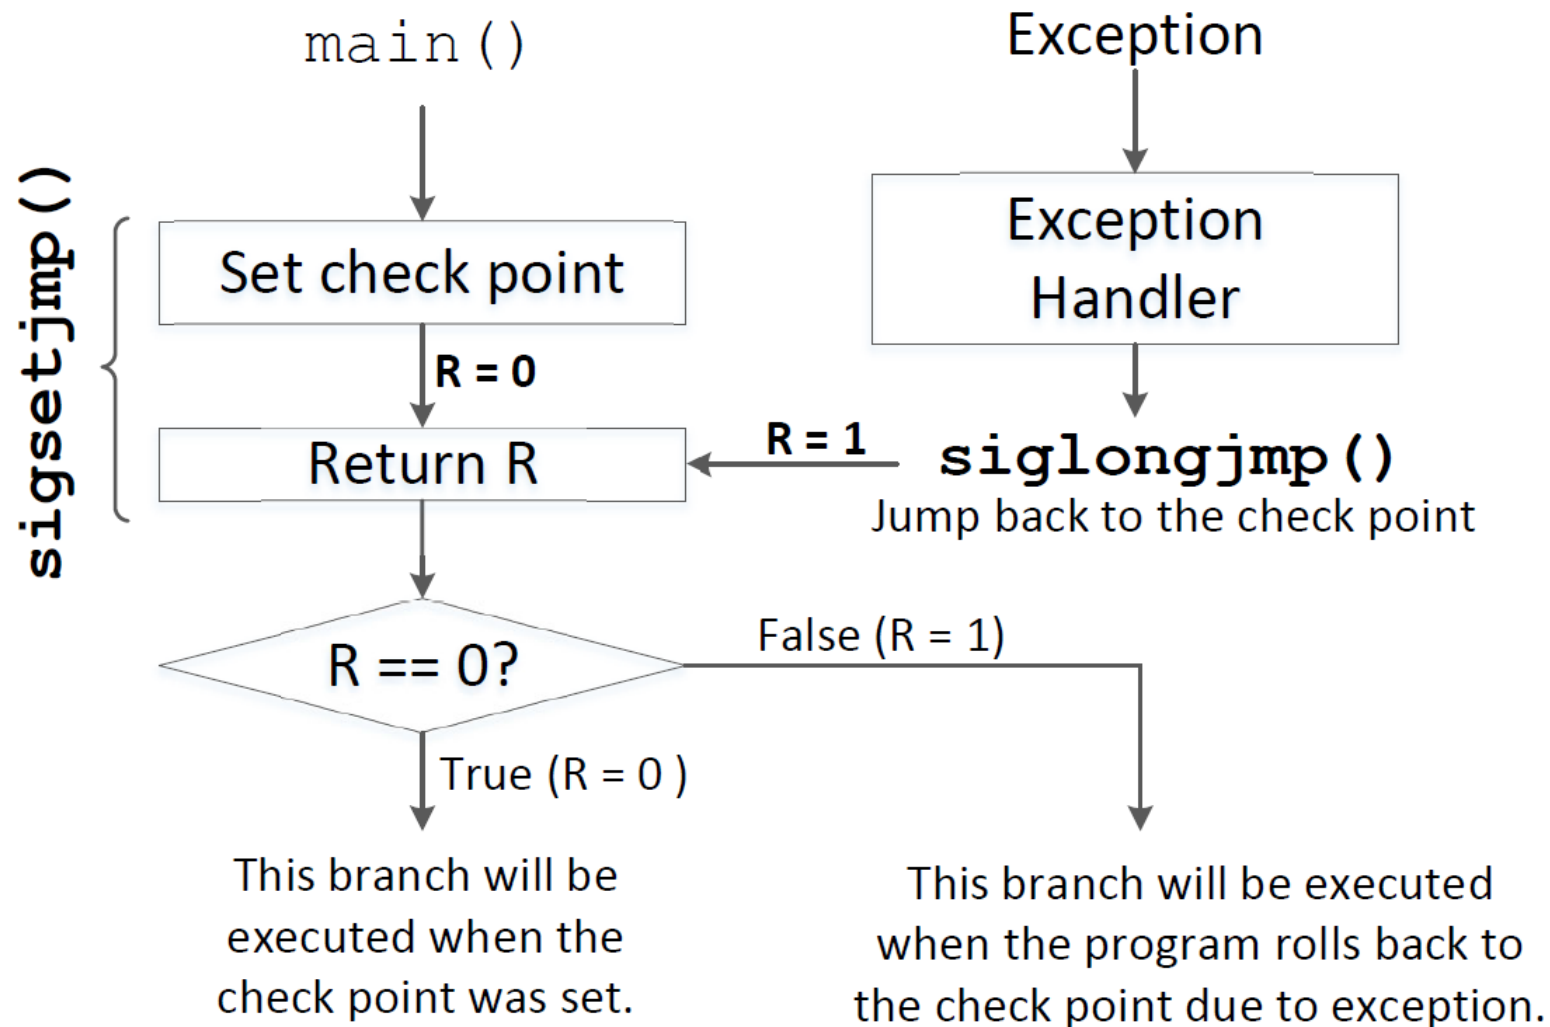 main()
Exception
sigsetjmp()
Set check point
Exception
Handler
R = 0
Return R
R = 1
siglongjmp()
Jump back to the check point
R == 0?
False (R = 1)
True (R = 0 )
This branch will be
executed when the
check point was set.
This branch will be executed
when the program rolls back to
the check point due to exception.